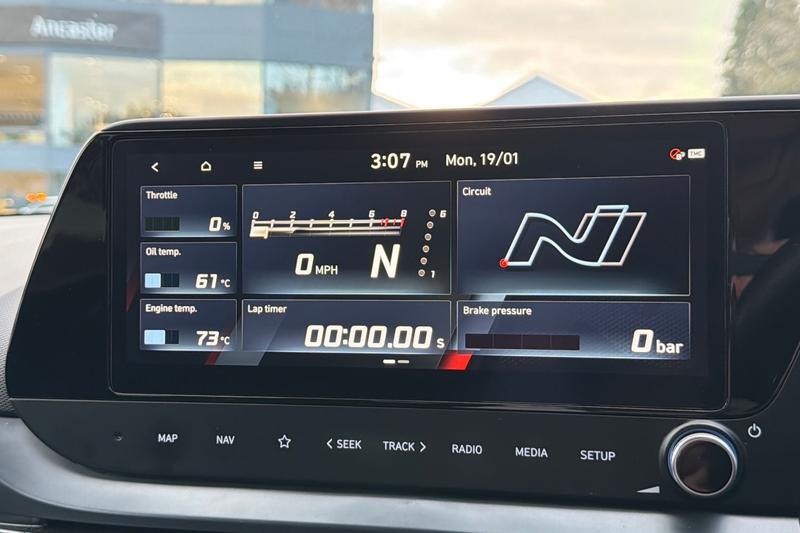 Ancaster
3:07 PM Mon, 19/01
TMC
Throttle
0 %
Oil temp.
61 °C
Engine temp.
73 °C
0 2 4 6 8
0 MPH
N
6
1
Lap timer
00:00.00 s
Circuit
Brake pressure
0 bar
MAP NAV SEEK TRACK RADIO MEDIA SETUP